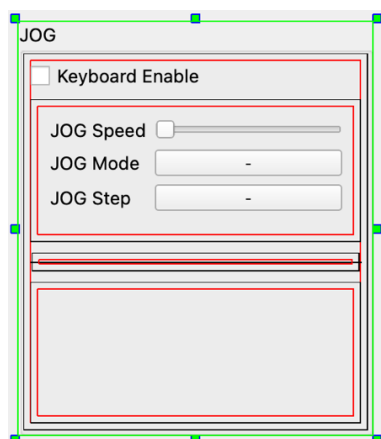 JOG
Keyboard Enable
JOG Speed
JOG Mode -
JOG Step -